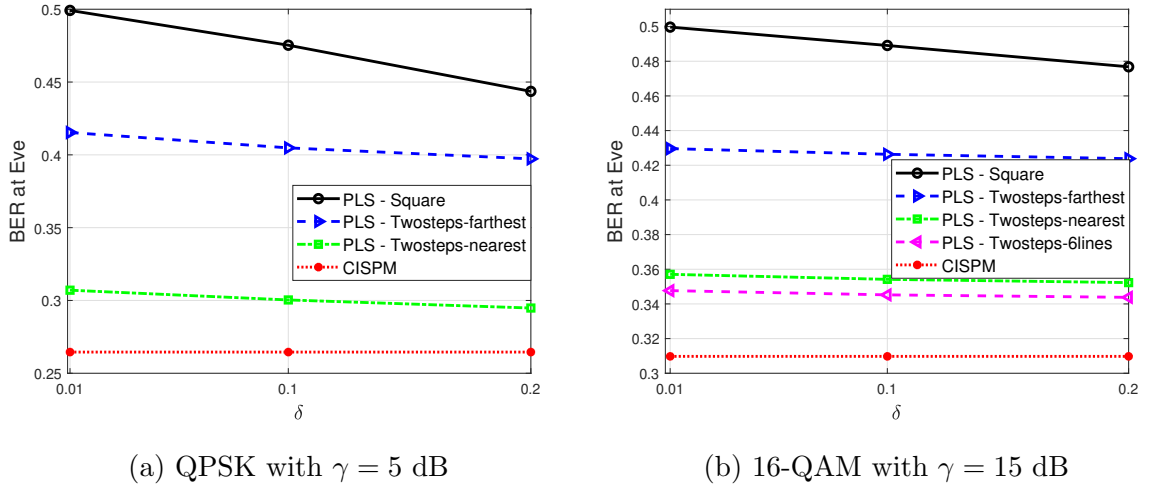 0.5
0.45
0.4
0.35
0.3
0.25
BER at Eve
PLS - Square
PLS - Twosteps-farthest
PLS - Twosteps-nearest
CISPM
0.01
0.1
0.2
δ
(a) QPSK with γ = 5 dB
0.5
0.48
0.46
0.44
0.42
0.4
0.38
0.36
0.34
0.32
0.3
BER at Eve
PLS - Square
PLS - Twosteps-farthest
PLS - Twosteps-nearest
PLS - Twosteps-6lines
CISPM
0.01
0.1
0.2
δ
(b) 16-QAM with γ = 15 dB